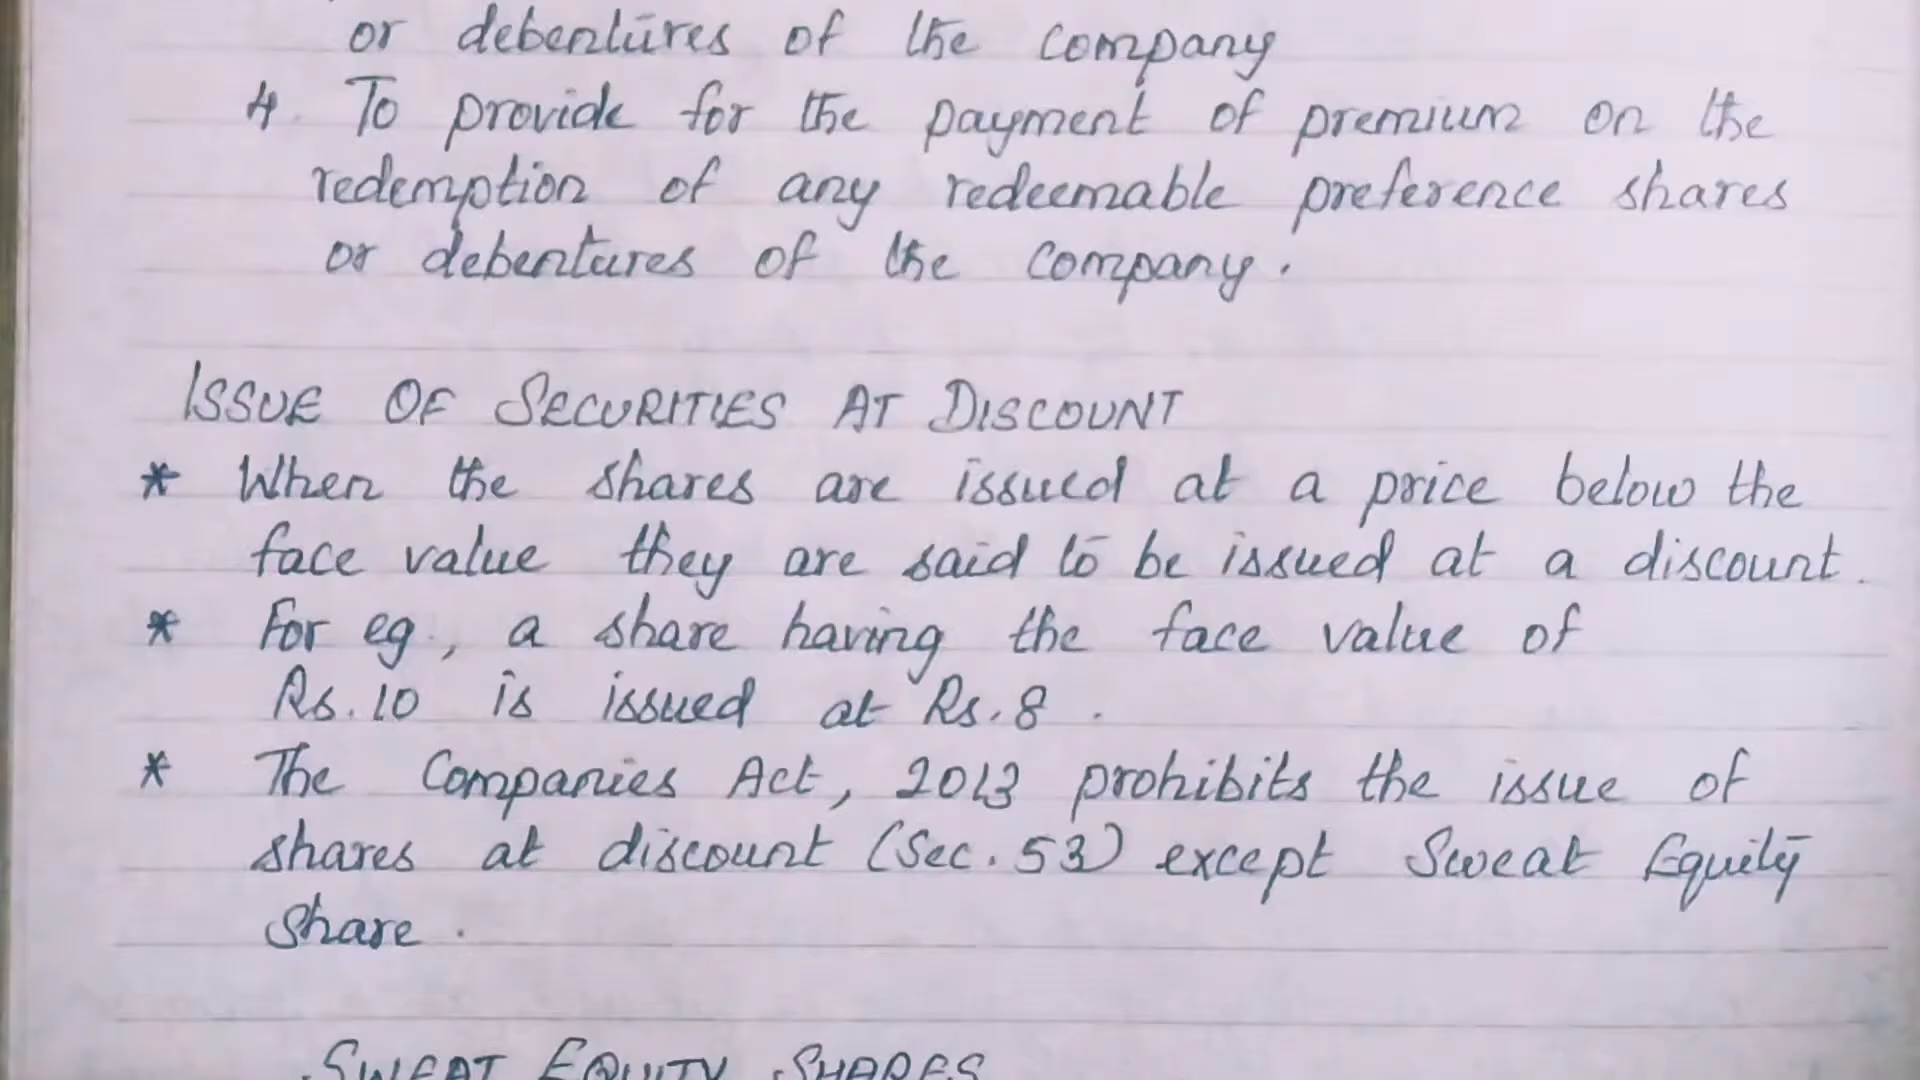 or debentures of the company
4. To provide for the payment of premium on the
redemption of any redeemable preference shares
or debentures of the company.
ISSUE OF SECURITIES AT DISCOUNT
* When the shares are issued at a price below the
face value they are said to be issued at a discount.
* For eg., a share having the face value of
Rs. 10 is issued at Rs. 8.
* The Companies Act, 2013 prohibits the issue of
shares at discount (Sec. 53) except Sweat Equity
Share.
SWEAT EQUITY SHARES